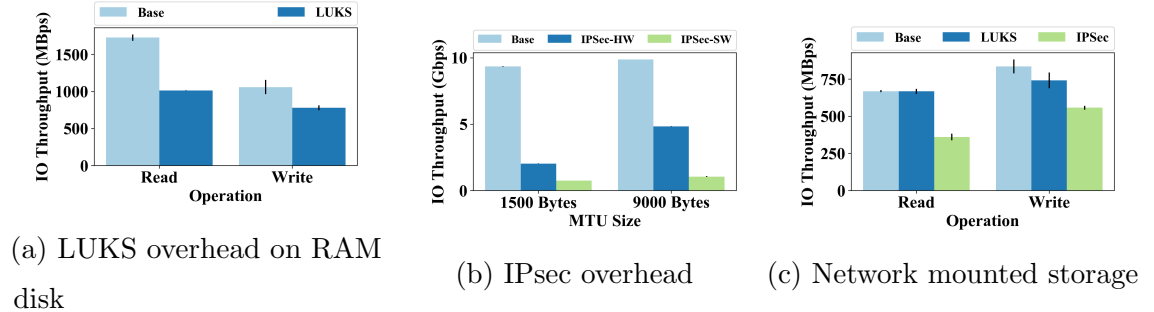 Base LUKS
IO Throughput (MBps)
1500
1000
500
0
Read Write
Operation
(a) LUKS overhead on RAM
disk
Base IPSec-HW IPSec-SW
IO Throughput (Gbps)
10
5
0
1500 Bytes 9000 Bytes
MTU Size
(b) IPsec overhead
Base LUKS IPSec
IO Throughput (MBps)
750
500
250
0
Read Write
Operation
(c) Network mounted storage